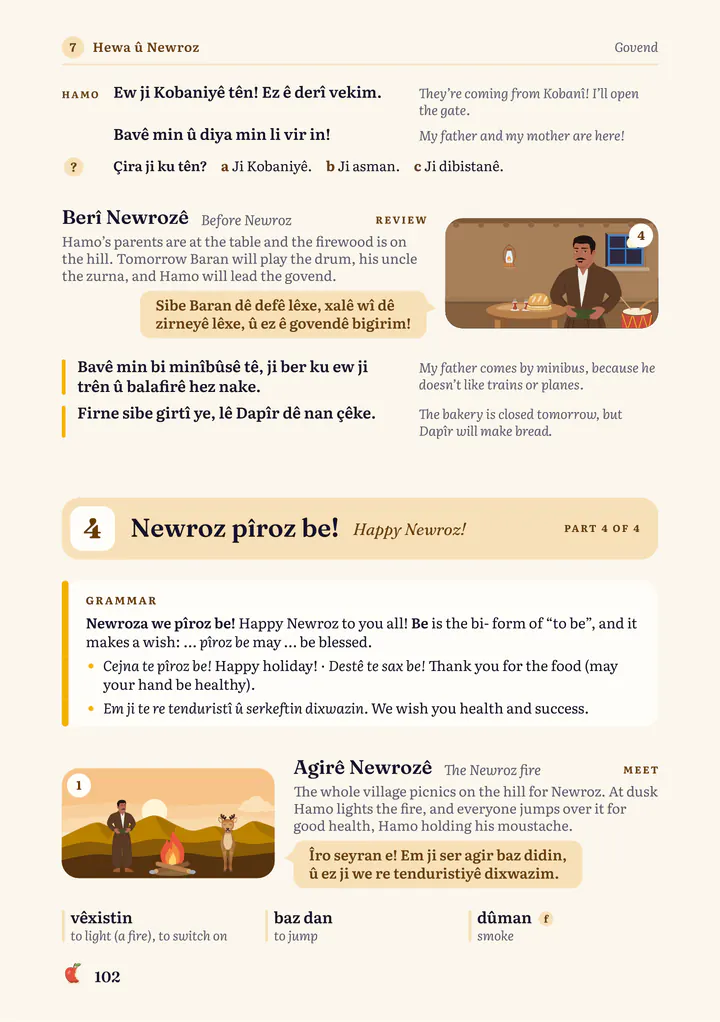 7 Hewa û Newroz Govend
HAMO Ew ji Kobaniyê tên! Ez ê derî vekim. They're coming from Kobanî! I'll open
the gate.
Bavê min û diya min li vir in! My father and my mother are here!
? Çira ji ku tên? a Ji Kobaniyê. b Ji asman. c Ji dibistanê.
Berî Newrozê Before Newroz REVIEW
Hamo's parents are at the table and the firewood is on
the hill. Tomorrow Baran will play the drum, his uncle
the zurna, and Hamo will lead the govend.
Sibe Baran dê defê lêxe, xalê wî dê
zirneyê lêxe, û ez ê govendê bigirim!
4
Bavê min bi minîbûsê tê, ji ber ku ew ji
trên û balafirê hez nake.
My father comes by minibus, because he
doesn't like trains or planes.
Firne sibe girtî ye, lê Dapîr dê nan çêke.
The bakery is closed tomorrow, but
Dapîr will make bread.
4 Newroz pîroz be! Happy Newroz! PART 4 OF 4
GRAMMAR
Newroza we pîroz be! Happy Newroz to you all! Be is the bi- form of "to be", and it
makes a wish: … pîroz be may … be blessed.
• Cejna te pîroz be! Happy holiday! · Destê te sax be! Thank you for the food (may
your hand be healthy).
• Em ji te re tenduristî û serkeftin dixwazin. We wish you health and success.
1
Agirê Newrozê The Newroz fire MEET
The whole village picnics on the hill for Newroz. At dusk
Hamo lights the fire, and everyone jumps over it for
good health, Hamo holding his moustache.
Îro seyran e! Em ji ser agir baz didin,
û ez ji we re tenduristiyê dixwazim.
vêxistin baz dan dûman f
to light (a fire), to switch on to jump smoke
102